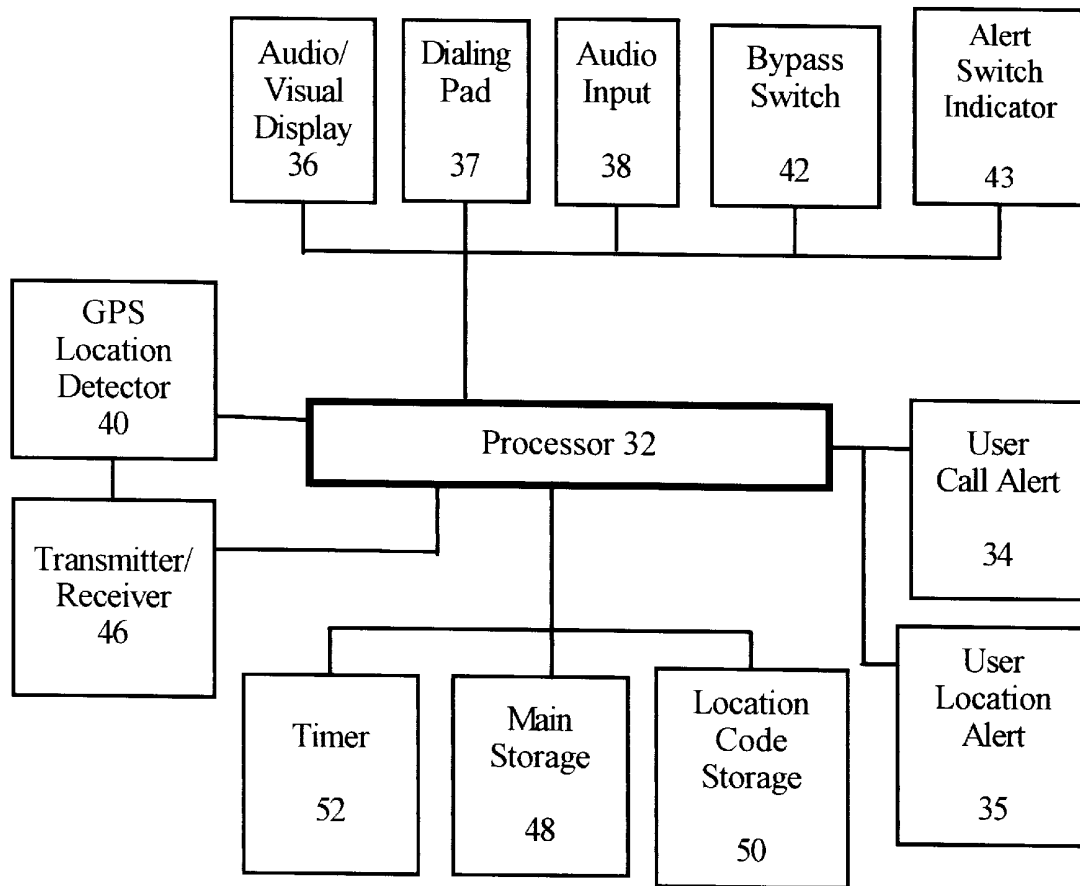 Audio/
Visual
Display
36
Dialing
Pad
37
Audio
Input
38
Bypass
Switch
42
Alert
Switch
Indicator
43
GPS
Location
Detector
40
Processor 32
User
Call Alert
34
Transmitter/
Receiver
46
Timer
52
Main
Storage
48
Location
Code
Storage
50
User
Location
Alert
35